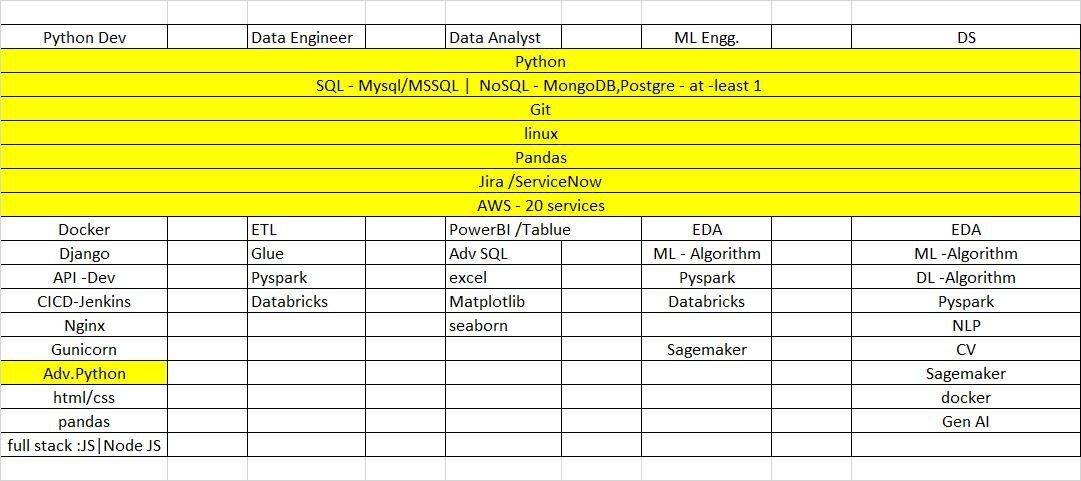 Python Dev Data Engineer Data Analyst ML Engg. DS
Python
SQL - Mysql/MSSQL | NoSQL - MongoDB,Postgre - at -least 1
Git
linux
Pandas
Jira /ServiceNow
AWS - 20 services
Docker ETL PowerBI /Tablue EDA EDA
Django Glue Adv SQL ML - Algorithm ML -Algorithm
API -Dev Pyspark excel Pyspark DL -Algorithm
CICD-Jenkins Databricks Matplotlib Databricks Pyspark
Nginx seaborn NLP
Gunicorn Sagemaker CV
Adv.Python Sagemaker
html/css docker
pandas Gen AI
full stack :JS|Node JS